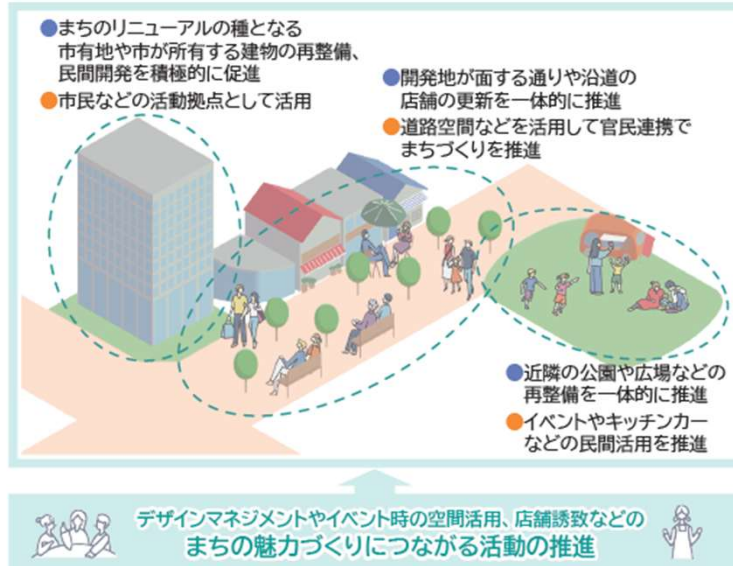 ●まちのリニューアルの種となる
市有地や市が所有する建物の再整備、
民間開発を積極的に促進
●市民などの活動拠点として活用
●開発地が面する通りや沿道の
店舗の更新を一体的に推進
●道路空間などを活用して官民連携で
まちづくりを推進
●近隣の公園や広場などの
再整備を一体的に推進
●イベントやキッチンカー
などの民間活用を推進
デザインマネジメントやイベント時の空間活用、店舗誘致などの
まちの魅力づくりにつながる活動の推進